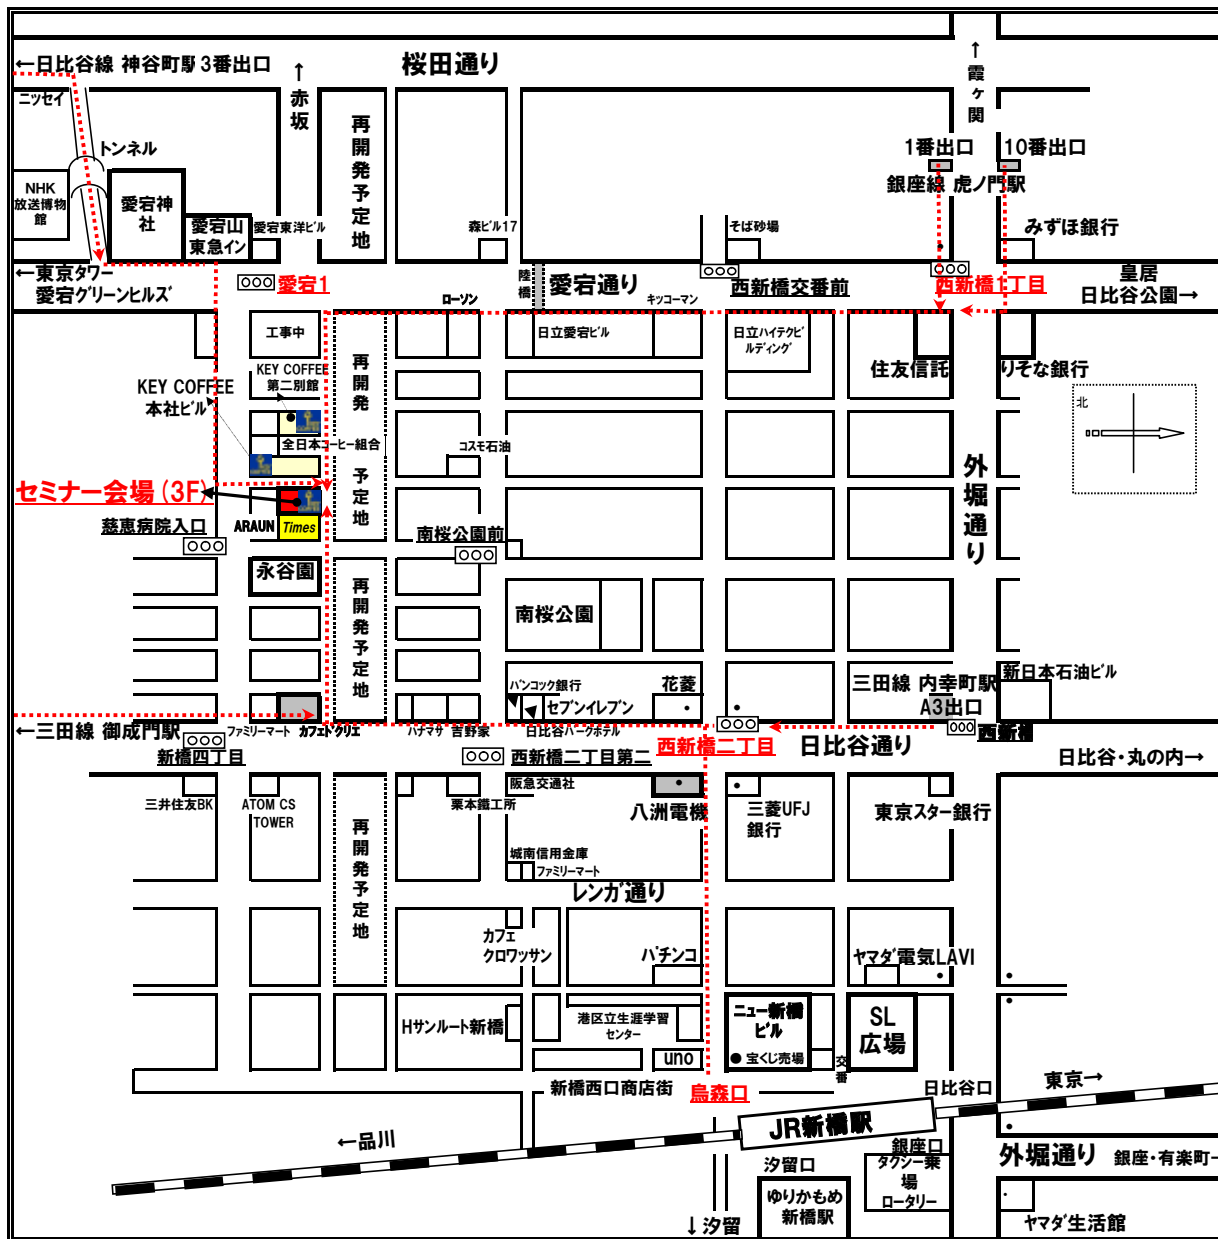 ←日比谷線 神谷町駅 3番出口
桜田通り
↑霞ヶ関
ニッセイ
↑赤坂
再開発予定地
トンネル
1番出口
10番出口
銀座線 虎ノ門駅
NHK
放送博物
館
愛宕神
社
愛宕山
東急イン
愛宕東洋ビル
森ビル17
そば砂場
みずほ銀行
←東京タワー
愛宕グリーンヒルズ
愛宕1
陸橋
愛宕通り
西新橋交番前
西新橋1丁目
皇居
日比谷公園→
ローソン
キッコーマン
工事中
日立愛宕ビル
日立ハイテクビ
ルディング
住友信託
りそな銀行
再開発
予定地
KEY COFFEE
第二別館
KEY COFFEE
本社ビル
北
全日本コーヒー組合
コスモ石油
外堀通り
セミナー会場 (3F)
慈恵病院入口
ARAUN
Times
南桜公園前
永谷園
再開発予定地
南桜公園
バンコック銀行
セブンイレブン
花菱
三田線 内幸町駅
A3出口
新日本石油ビル
←三田線 御成門駅
ファミリーマート
カフェドクリエ
ハナマサ
吉野家
日比谷パークホテル
西新橋二丁目
日比谷通り
西新橋
新橋四丁目
西新橋二丁目第二
日比谷・丸の内→
三井住友BK
ATOM CS
TOWER
再開発予定地
栗本鐵工所
阪急交通社
八洲電機
三菱UFJ
銀行
東京スター銀行
城南信用金庫
ファミリーマート
レンガ通り
カフェ
クロワッサン
パチンコ
ヤマダ電気LAVI
Hサンルート新橋
港区立生涯学習
センター
uno
ニュー新橋
ビル
●宝くじ売場
交番
SL
広場
新橋西口商店街
烏森口
日比谷口
東京→
←品川
JR新橋駅
銀座口
外堀通り
銀座・有楽町→
汐留口
タクシー乗
場
ロータリー
↓汐留
ゆりかもめ
新橋駅
ヤマダ生活館